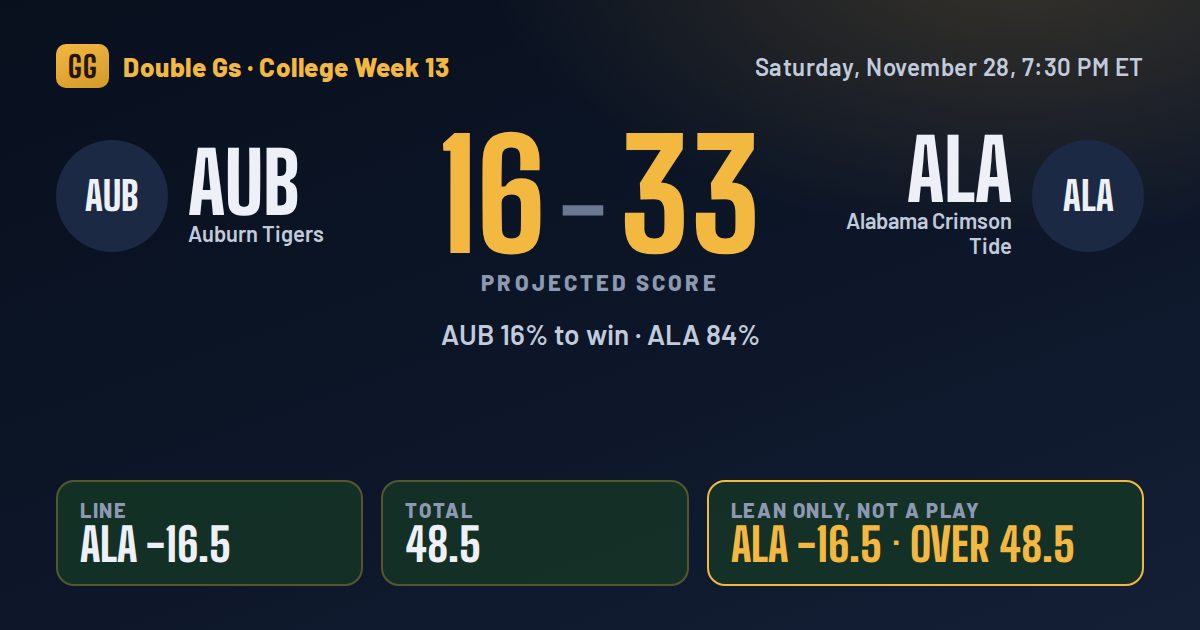 GG
Double Gs · College Week 13
Saturday, November 28, 7:30 PM ET
AUB
AUB
Auburn Tigers
16 – 33
PROJECTED SCORE
AUB 16% to win · ALA 84%
ALA
Alabama Crimson
Tide
ALA
LINE
ALA −16.5
TOTAL
48.5
LEAN ONLY, NOT A PLAY
ALA −16.5 · OVER 48.5